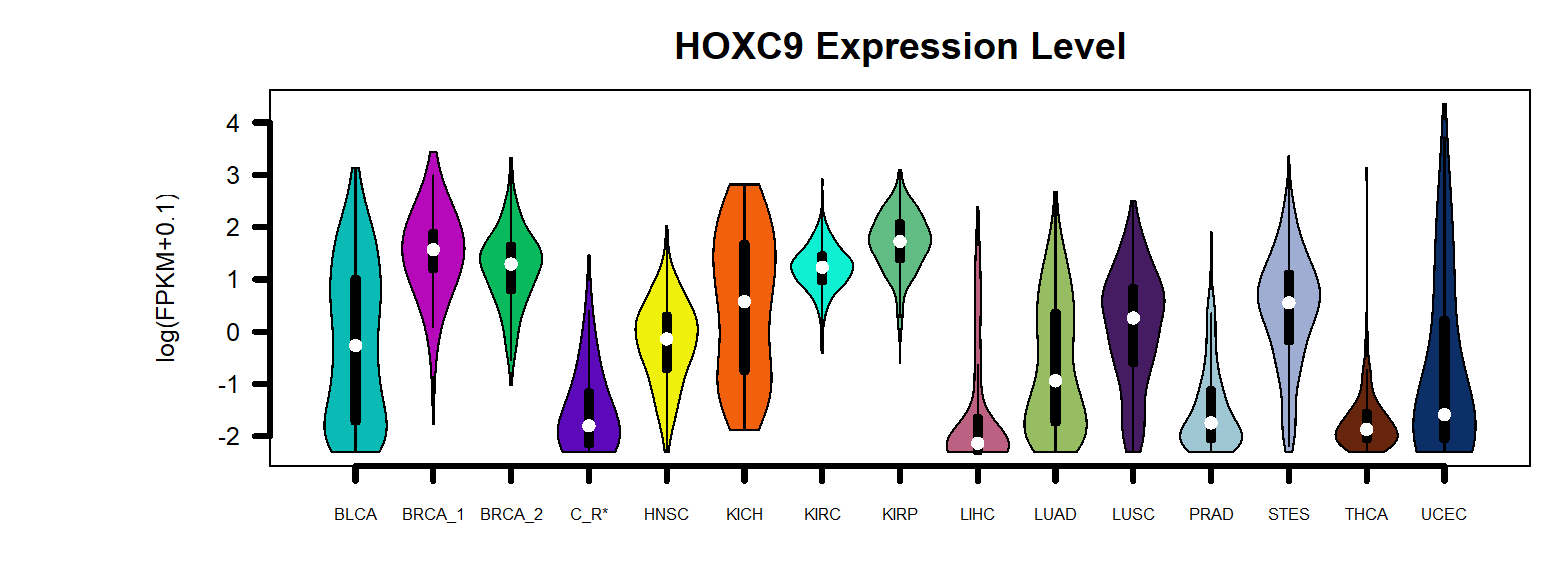 HOXC9 Expression Level
log(FPKM+0.1)
4
3
2
1
0
-1
-2
BLCA BRCA_1 BRCA_2 C_R* HNSC KICH KIRC KIRP LIHC LUAD LUSC PRAD STES THCA UCEC